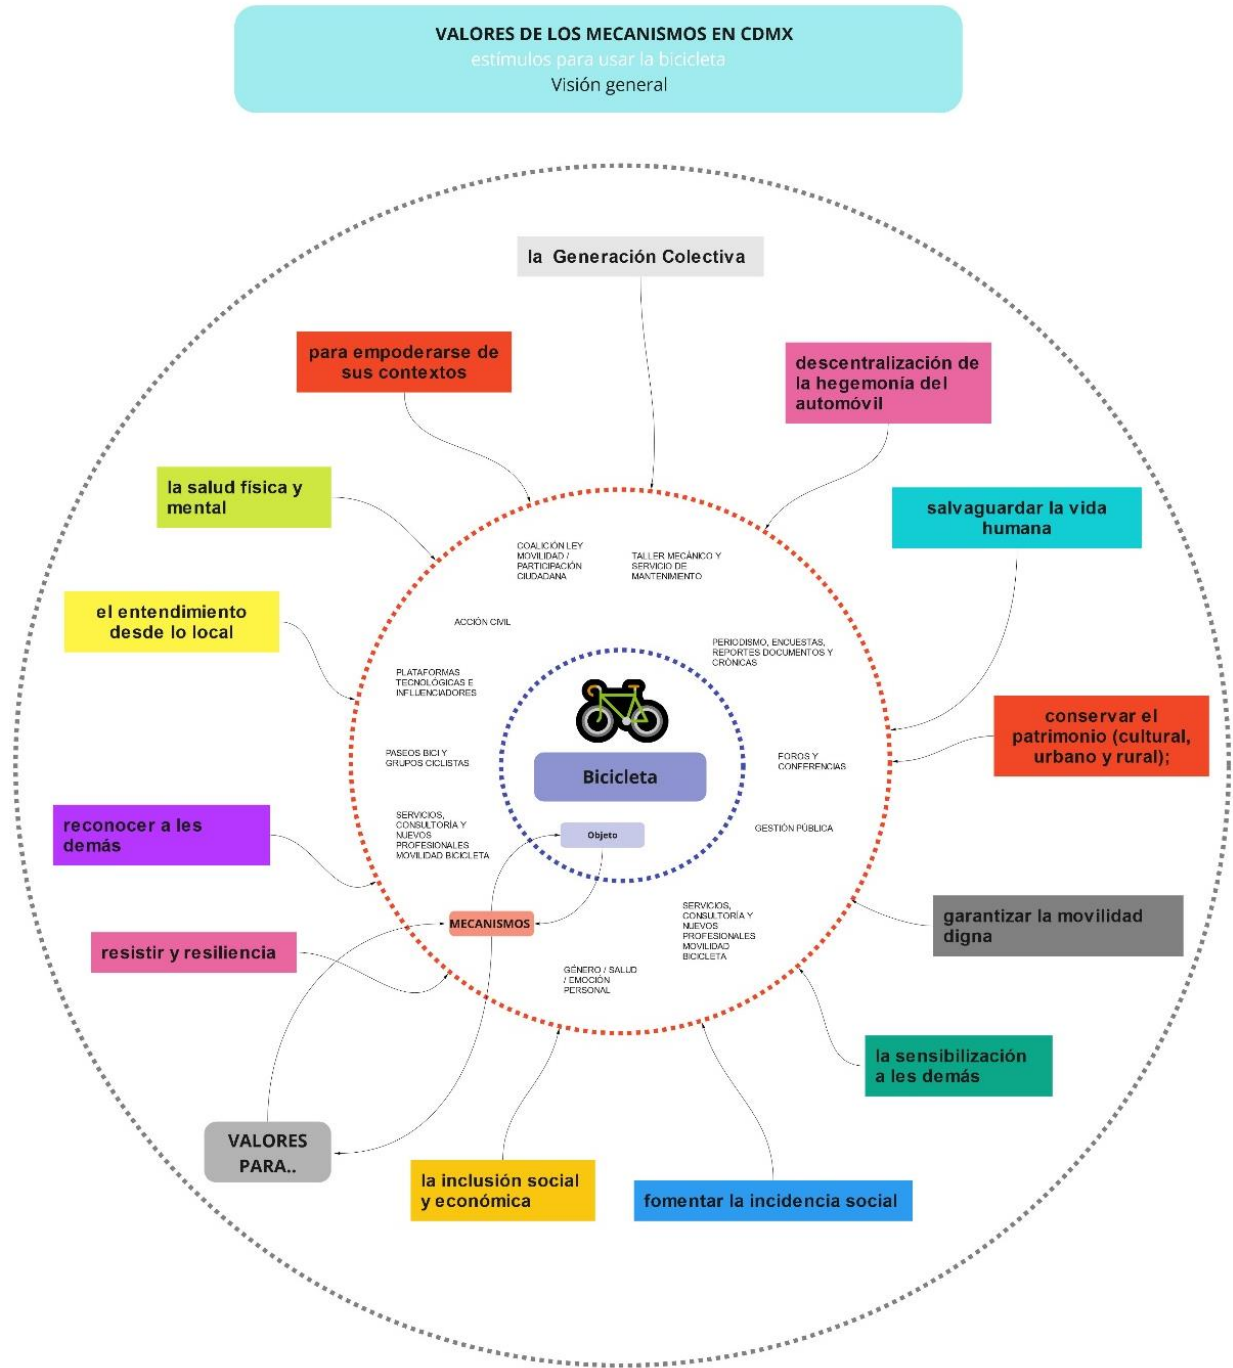 VALORES DE LOS MECANISMOS EN CDMX
estímulos para usar la bicicleta
Visión general
la Generación Colectiva
para empoderarse de
sus contextos
descentralización de
la hegemonía del
automóvil
la salud física y
mental
salvaguardar la vida
humana
COALICIÓN LEY
MOVILIDAD /
PARTICIPACIÓN
CIUDADANA
TALLER MECÁNICO Y
SERVICIO DE
MANTENIMIENTO
el entendimiento
desde lo local
ACCIÓN CIVIL
PERIODISMO, ENCUESTAS,
REPORTES DOCUMENTOS Y
CRÓNICAS
PLATAFORMAS
TECNOLÓGICAS E
INFLUENCIADORES
conservar el
patrimonio (cultural,
urbano y rural);
PASEOS BICI Y
GRUPOS CICLISTAS
Bicicleta
FOROS Y
CONFERENCIAS
reconocer a les
demás
SERVICIOS,
CONSULTORÍA Y
NUEVOS
PROFESIONALES
MOVILIDAD BICICLETA
Objeto
GESTIÓN PÚBLICA
MECANISMOS
SERVICIOS,
CONSULTORÍA Y
NUEVOS
PROFESIONALES
MOVILIDAD
BICICLETA
garantizar la movilidad
digna
resistir y resiliencia
GÉNERO / SALUD
/ EMOCIÓN
PERSONAL
la sensibilización
a les demás
VALORES
PARA..
la inclusión social
y económica
fomentar la incidencia social